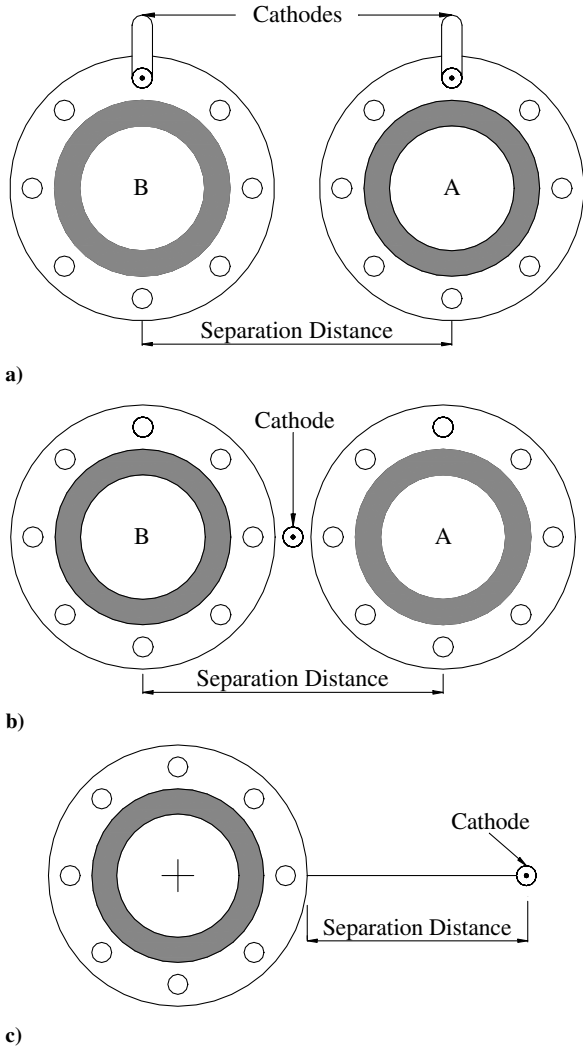 Cathodes
B
A
Separation Distance
a)
Cathode
B
A
Separation Distance
b)
Cathode
Separation Distance
c)